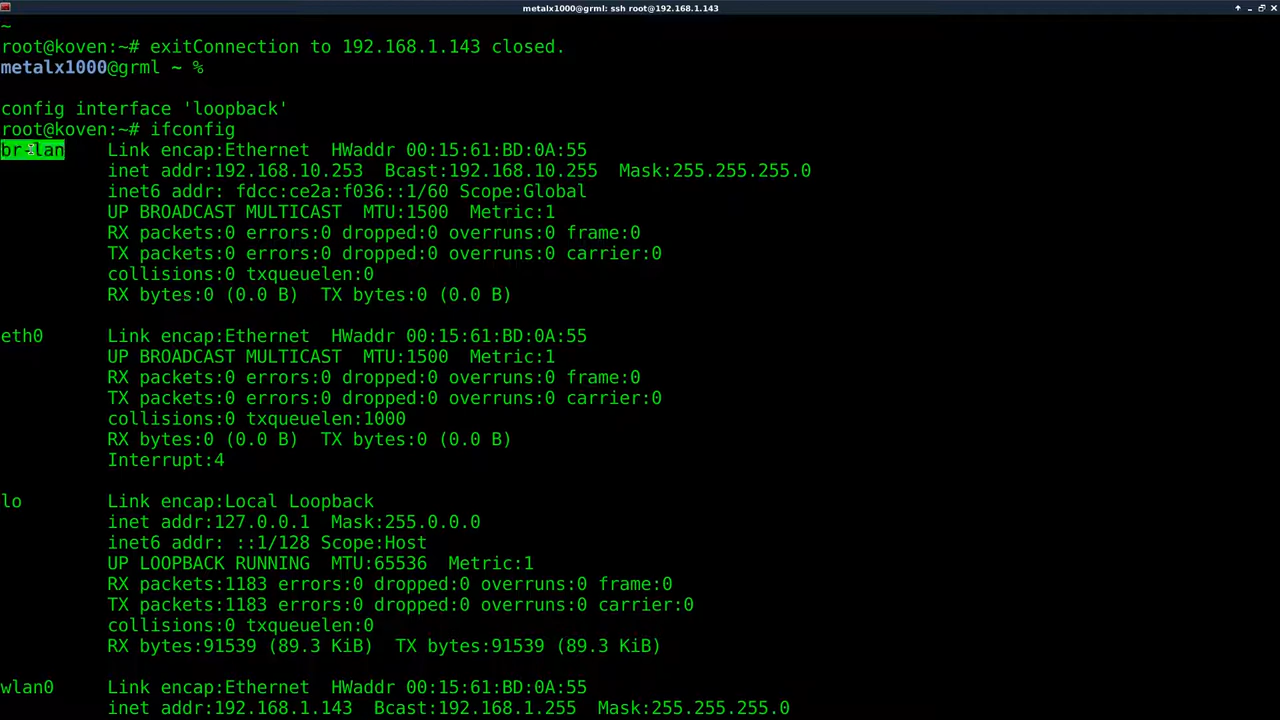 metalx1000@grml: ssh root@192.168.1.143
~
root@koven:~# exitConnection to 192.168.1.143 closed.
metalx1000@grml ~ %
config interface 'loopback'
root@koven:~# ifconfig
br-lan    Link encap:Ethernet  HWaddr 00:15:61:BD:0A:55
inet addr:192.168.10.253  Bcast:192.168.10.255  Mask:255.255.255.0
inet6 addr: fdcc:ce2a:f036::1/60 Scope:Global
UP BROADCAST MULTICAST  MTU:1500  Metric:1
RX packets:0 errors:0 dropped:0 overruns:0 frame:0
TX packets:0 errors:0 dropped:0 overruns:0 carrier:0
collisions:0 txqueuelen:0
RX bytes:0 (0.0 B)  TX bytes:0 (0.0 B)
eth0      Link encap:Ethernet  HWaddr 00:15:61:BD:0A:55
UP BROADCAST MULTICAST  MTU:1500  Metric:1
RX packets:0 errors:0 dropped:0 overruns:0 frame:0
TX packets:0 errors:0 dropped:0 overruns:0 carrier:0
collisions:0 txqueuelen:1000
RX bytes:0 (0.0 B)  TX bytes:0 (0.0 B)
Interrupt:4
lo        Link encap:Local Loopback
inet addr:127.0.0.1  Mask:255.0.0.0
inet6 addr: ::1/128 Scope:Host
UP LOOPBACK RUNNING  MTU:65536  Metric:1
RX packets:1183 errors:0 dropped:0 overruns:0 frame:0
TX packets:1183 errors:0 dropped:0 overruns:0 carrier:0
collisions:0 txqueuelen:0
RX bytes:91539 (89.3 KiB)  TX bytes:91539 (89.3 KiB)
wlan0     Link encap:Ethernet  HWaddr 00:15:61:BD:0A:55
inet addr:192.168.1.143  Bcast:192.168.1.255  Mask:255.255.255.0